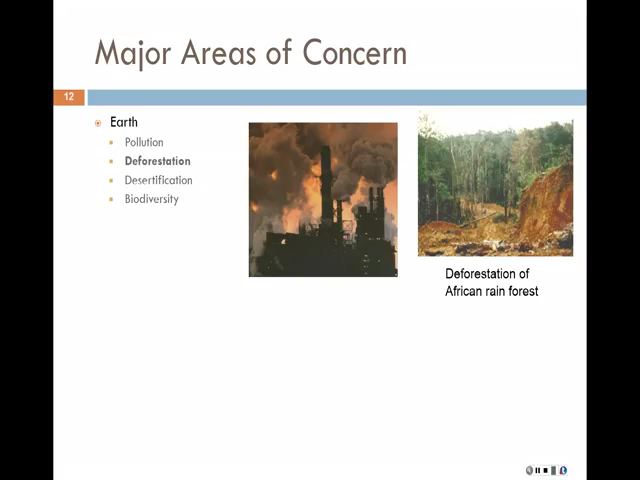 Major Areas of Concern
12
Earth
Pollution
Deforestation
Desertification
Biodiversity
Deforestation of
African rain forest